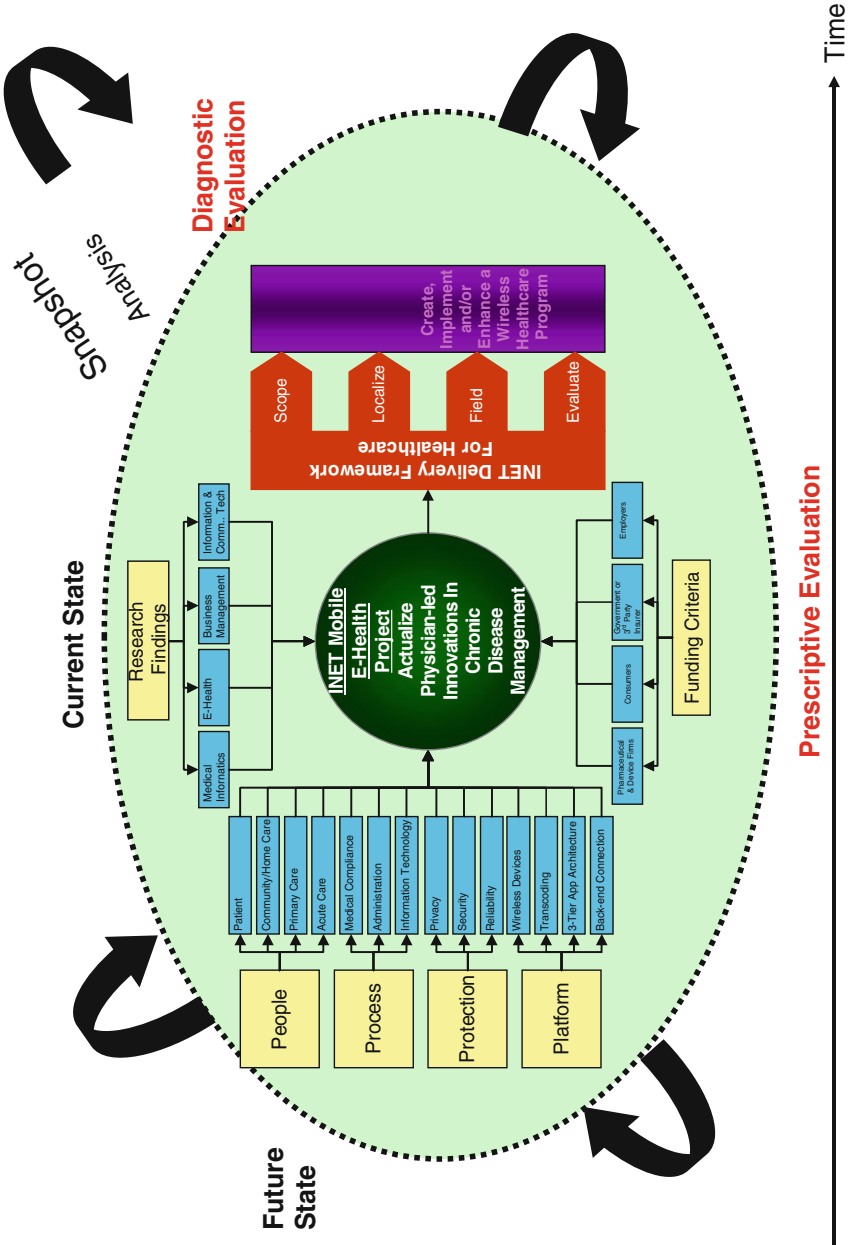 Snapshot
Analysis
Current State
Future
State
Diagnostic
Evaluation
Research
Findings
Medical
Informatics
E-Health
Business
Management
Information &
Comm.. Tech
People
Patient
Community/Home Care
Primary Care
Acute Care
Process
Medical Compliance
Administration
Information Technology
Protection
Privacy
Security
Reliability
Platform
Wireless Devices
Transcoding
3-Tier App Architecture
Back-end Connection
INET Mobile
E-Health
Project
Actualize
Physician-led
Innovations In
Chronic
Disease
Management
INET Delivery Framework
For Healthcare
Scope
Localize
Field
Evaluate
Create,
Implement
and/or
Enhance a
Wireless
Healthcare
Program
Pharmaceutical
& Device Firms
Consumers
Government or
3rd Party
Insurer
Employers
Funding Criteria
Prescriptive Evaluation
Time